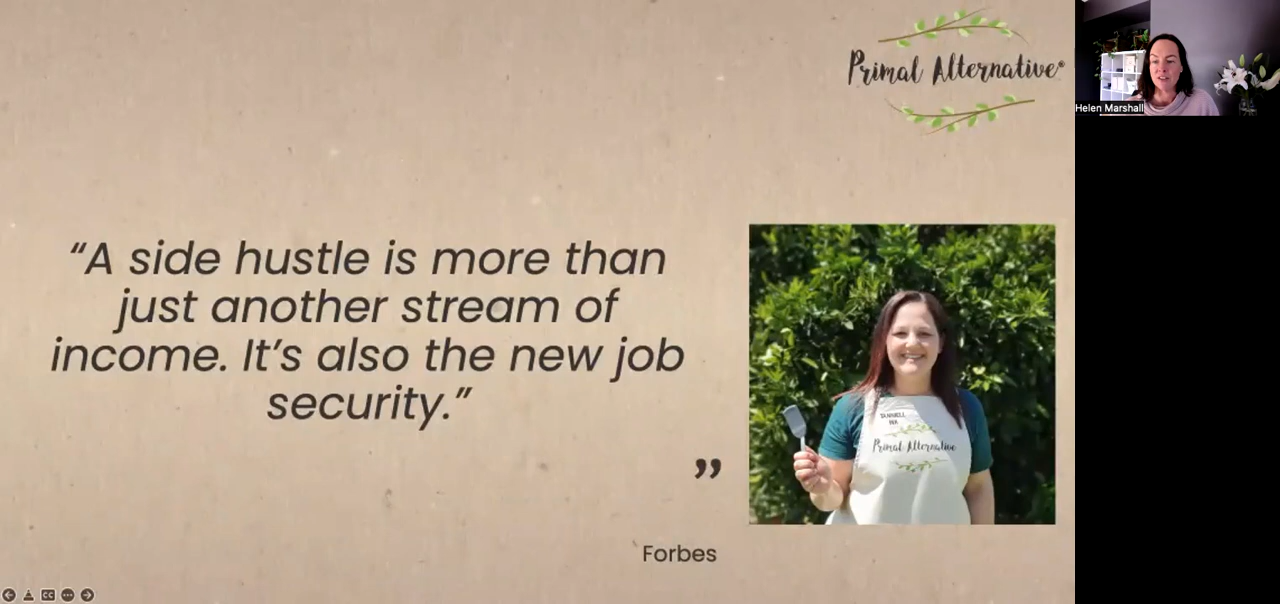 Primal Alternative®
Helen Marshall
“A side hustle is more than
just another stream of
income. It’s also the new job
security.”
”
Forbes
Primal Alternative
CC